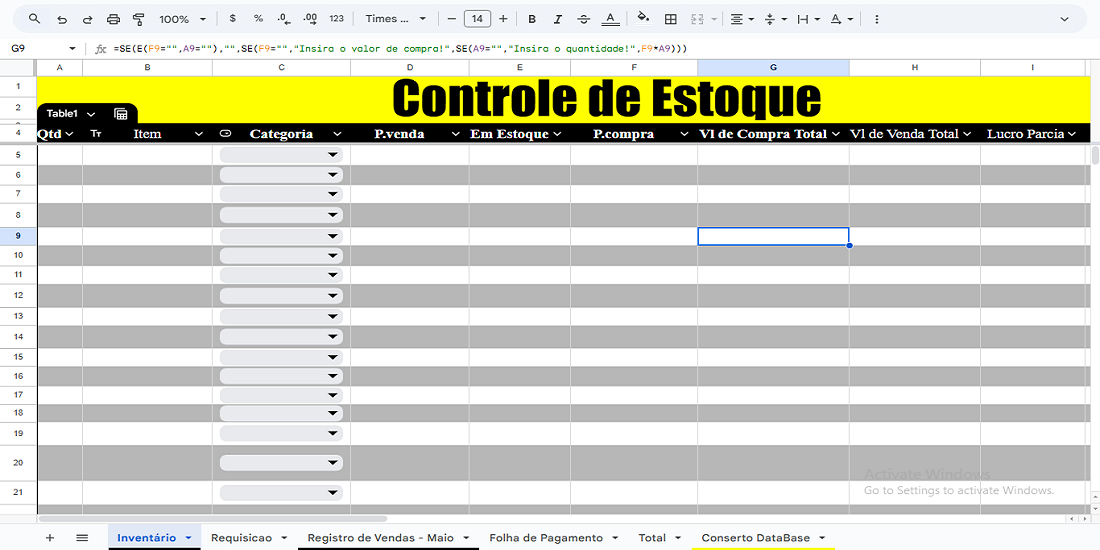 100% $ % .0 .00 123 Times ... 14 B I A A
G9 fx =SE(E(F9="",A9=""),"",SE(F9="","Insira o valor de compra!",SE(A9="","Insira o quantidade!",F9*A9)))
A B C D E F G H I
1
Controle de Estoque
2
Table1
4 Qtd Tт Item Categoria P.venda Em Estoque P.compra Vl de Compra Total Vl de Venda Total Lucro Parcia
5
6
7
8
9
10
11
12
13
14
15
16
17
18
19
20
21
Activate Windows
Go to Settings to activate Windows.
Inventário Requisicao Registro de Vendas - Maio Folha de Pagamento Total Conserto DataBase